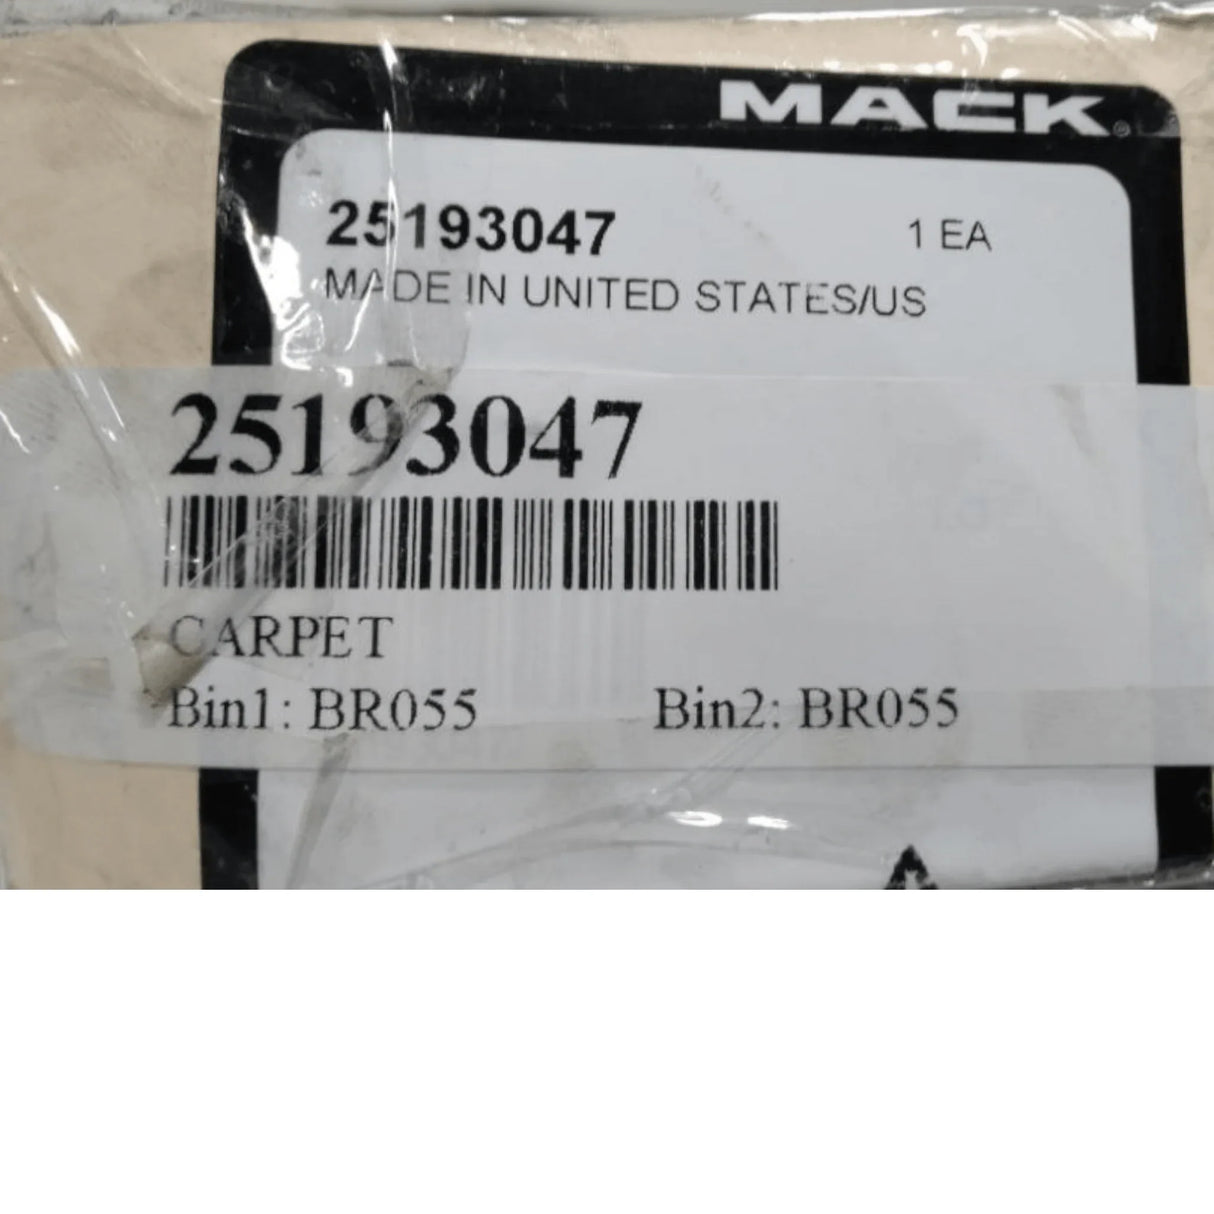 MACK®
25193047 1 EA
MADE IN UNITED STATES/US
25193047
CARPET
Bin1: BR055 Bin2: BR055